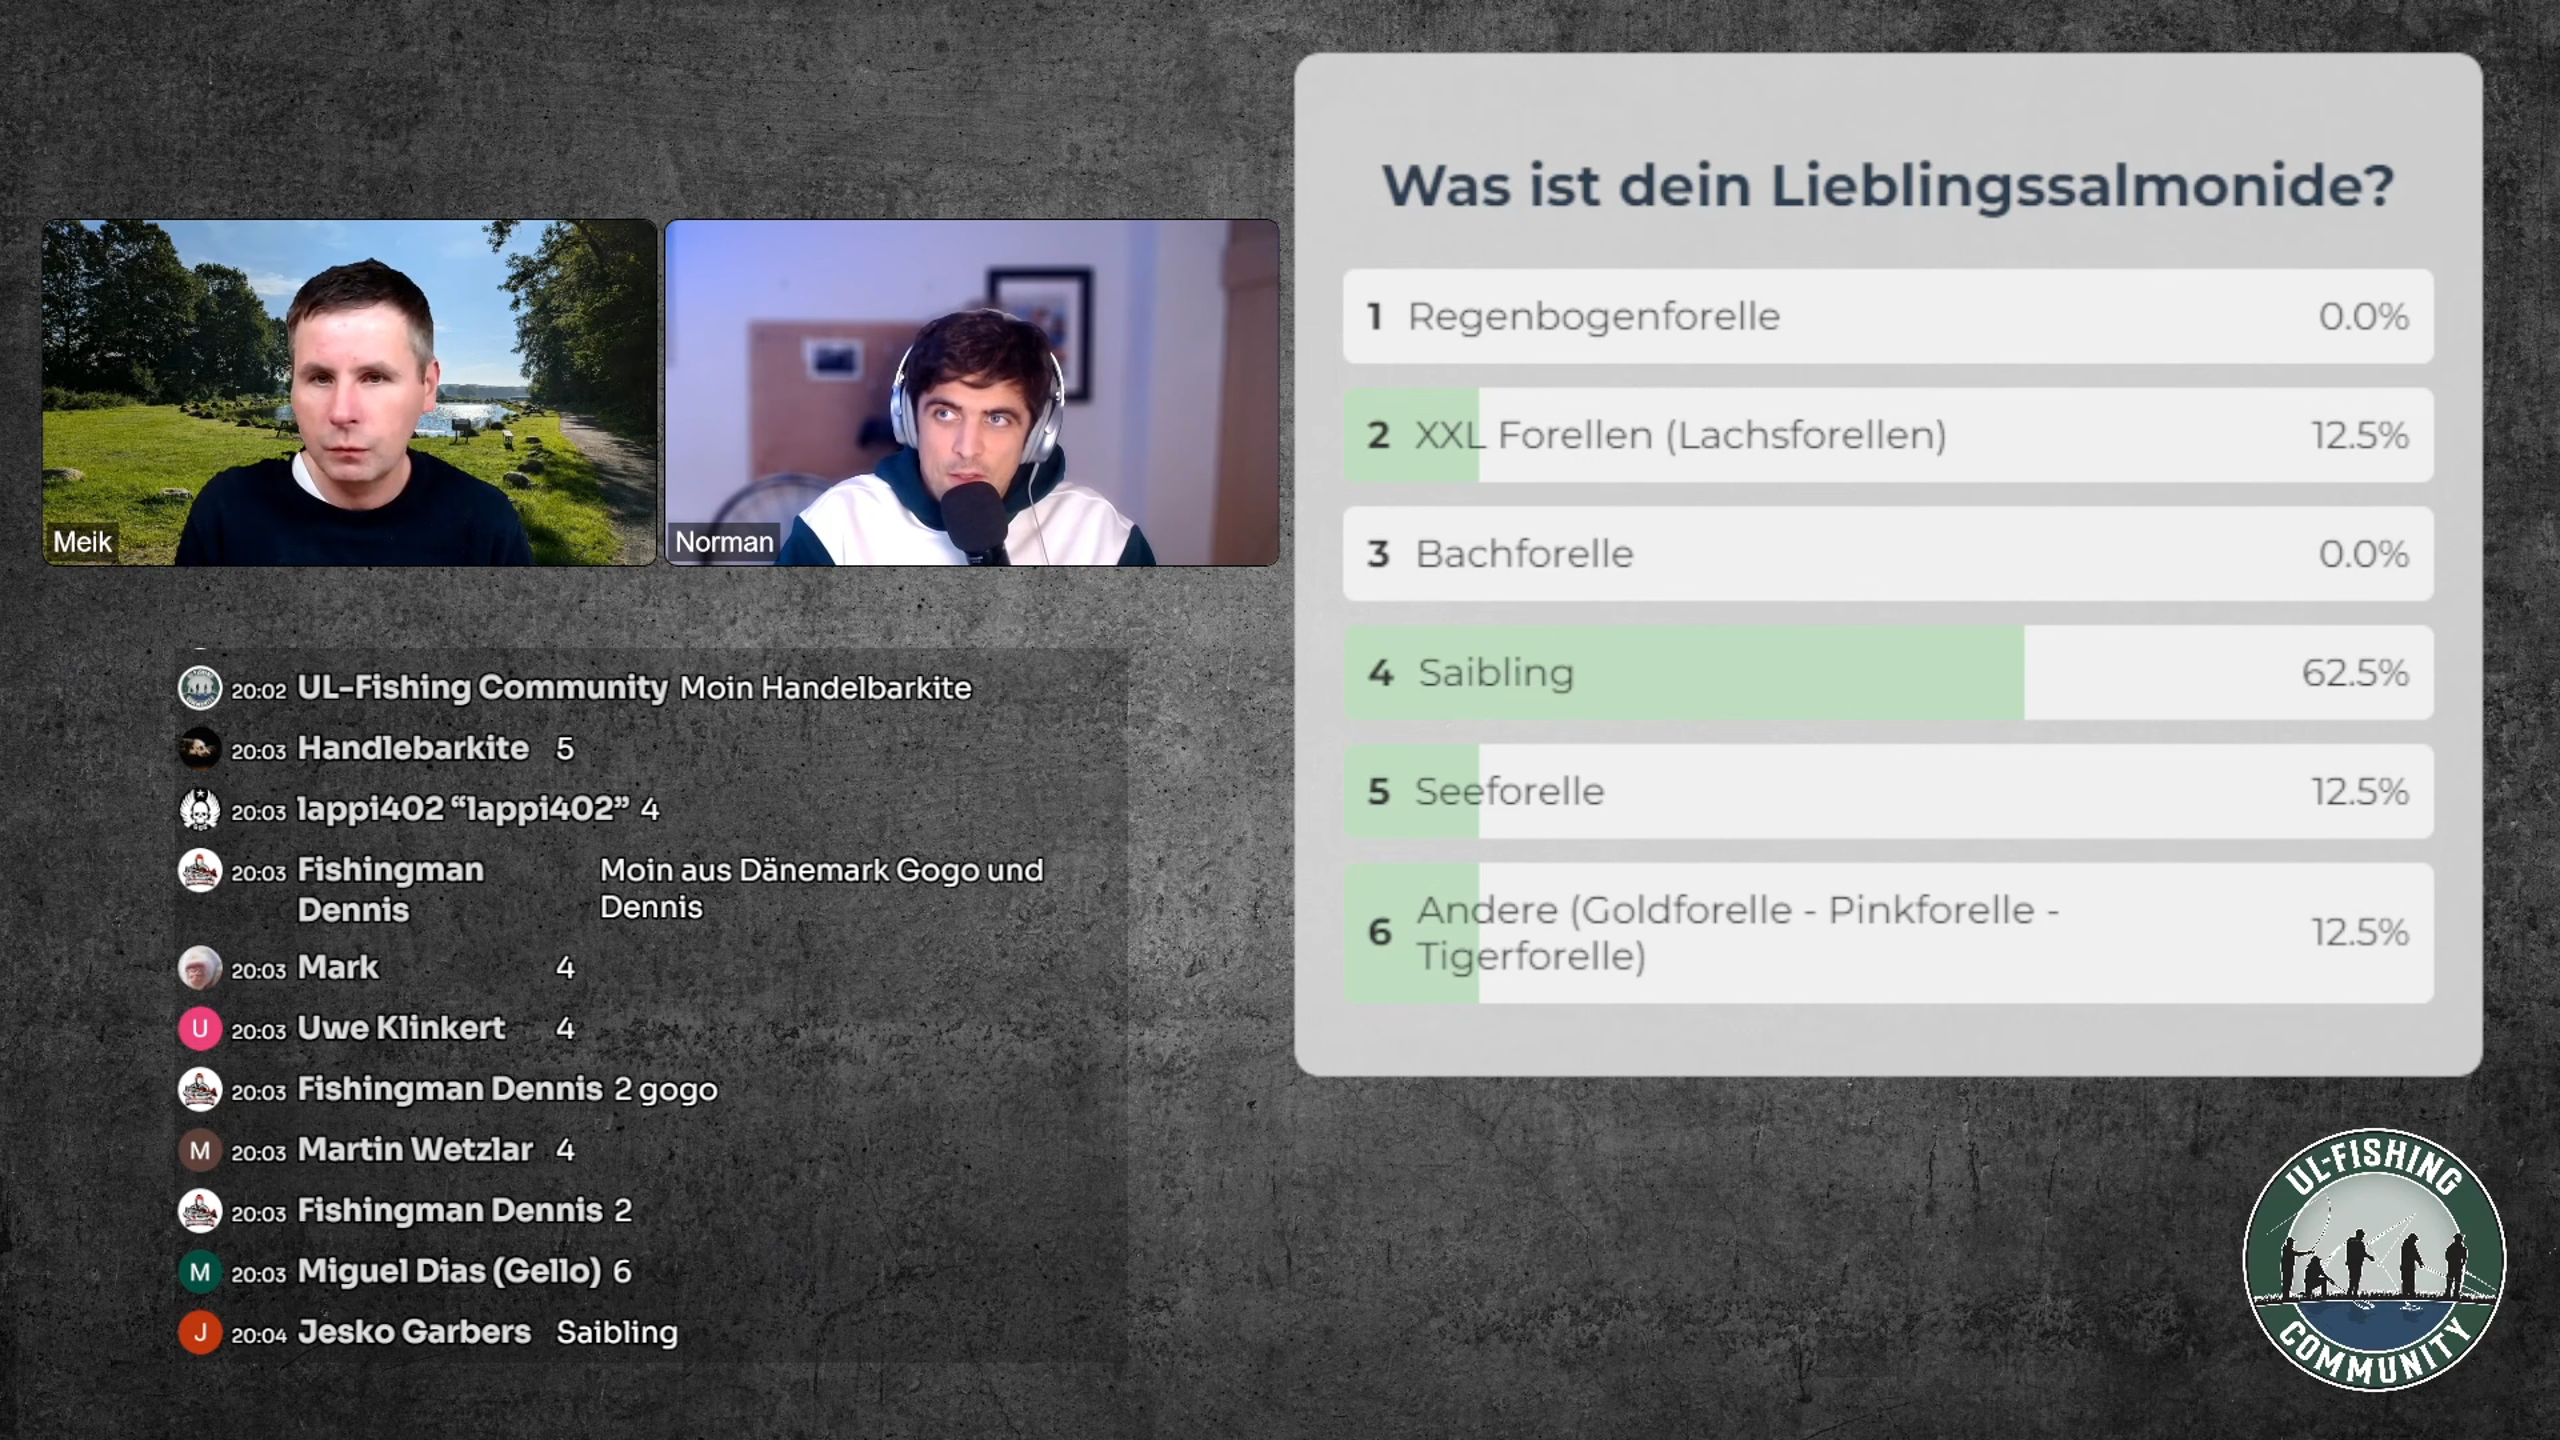 Meik
Norman
20:02 UL-Fishing Community Moin Handelbarkite
20:03 Handlebarkite 5
20:03 lappi402 “lappi402” 4
20:03 Fishingman Dennis Moin aus Dänemark Gogo und
Dennis
20:03 Mark 4
U 20:03 Uwe Klinkert 4
20:03 Fishingman Dennis 2 gogo
M 20:03 Martin Wetzlar 4
20:03 Fishingman Dennis 2
M 20:03 Miguel Dias (Gello) 6
J 20:04 Jesko Garbers Saibling
Was ist dein Lieblingssalmonide?
1 Regenbogenforelle 0.0%
2 XXL Forellen (Lachsforellen) 12.5%
3 Bachforelle 0.0%
4 Saibling 62.5%
5 Seeforelle 12.5%
6 Andere (Goldforelle - Pinkforelle -
Tigerforelle) 12.5%
UL-FISHING
COMMUNITY